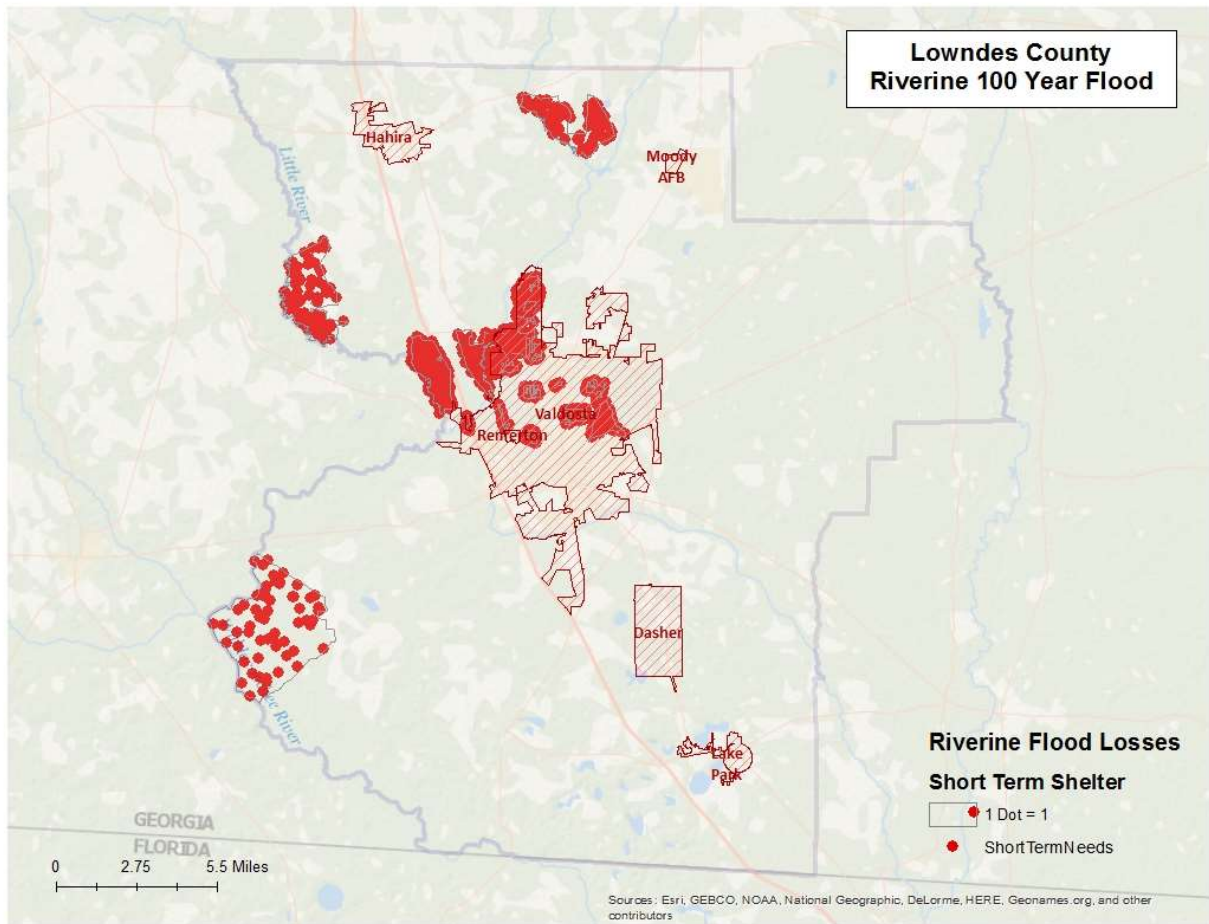 Lowndes County
Riverine 100 Year Flood
Hahira
Moody
AFB
Little River
Valdosta
Remerton
Dasher
ee River
Lake
Park
Riverine Flood Losses
Short Term Shelter
1 Dot = 1
ShortTermNeeds
GEORGIA
FLORIDA
0 2.75 5.5 Miles
Sources: Esri, GEBCO, NOAA, National Geographic, DeLorme, HERE, Geonames.org, and other
contributors